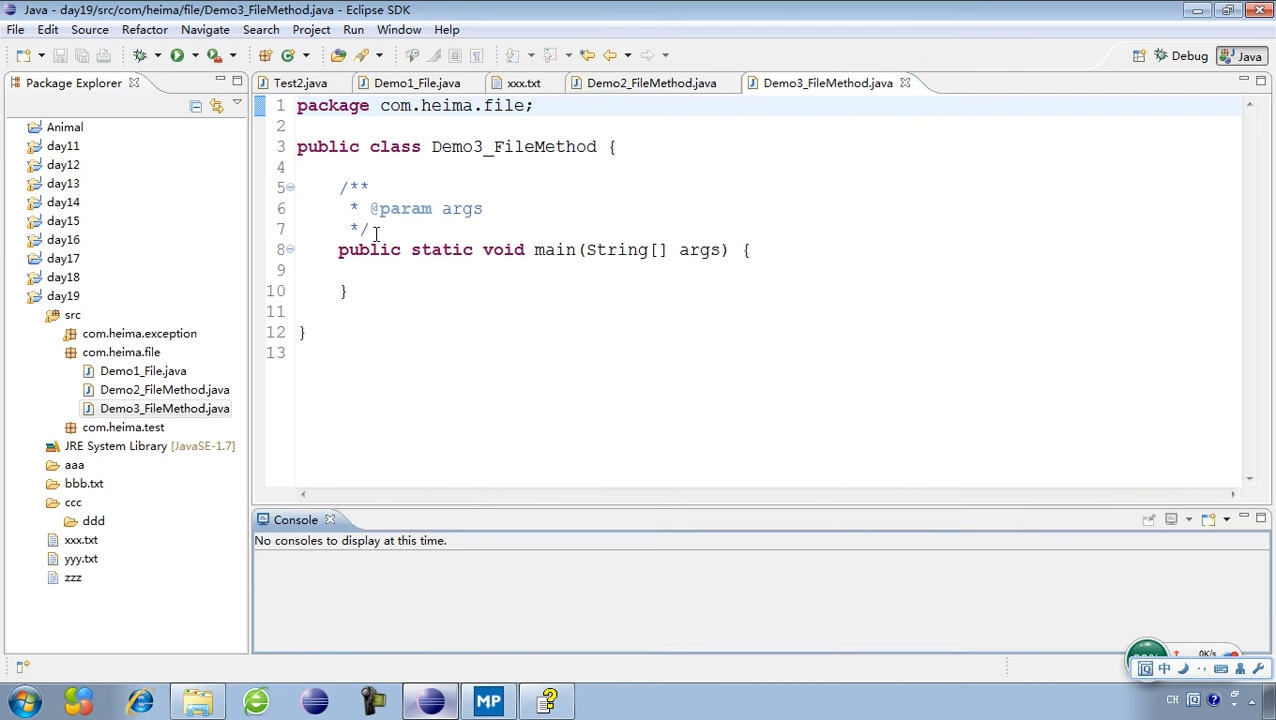 Java - day19/src/com/heima/file/Demo3_FileMethod.java - Eclipse SDK
File Edit Source Refactor Navigate Search Project Run Window Help
Debug Java
Package Explorer
Test2.java Demo1_File.java xxx.txt Demo2_FileMethod.java Demo3_FileMethod.java
Animal
day11
day12
day13
day14
day15
day16
day17
day18
day19
src
com.heima.exception
com.heima.file
Demo1_File.java
Demo2_FileMethod.java
Demo3_FileMethod.java
com.heima.test
JRE System Library [JavaSE-1.7]
aaa
bbb.txt
ccc
ddd
xxx.txt
yyy.txt
zzz
1 package com.heima.file;
2
3 public class Demo3_FileMethod {
4
5 /**
6 * @param args
7 */
8 public static void main(String[] args) {
9
10 }
11
12 }
13
Console
No consoles to display at this time.
0K/s
中
MP
CH